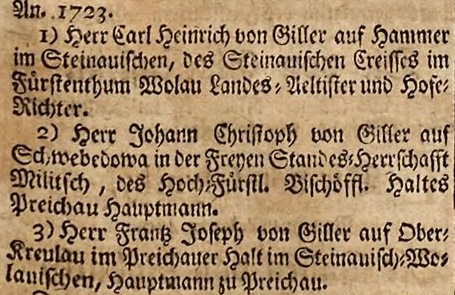 An. 1723.
1) Herr Carl Heinrich von Giller auf Hammer
im Steinauischen, des Steinauischen Creisses im
Fürstenthum Wolau Landes-Aeltister und Hofe-
Richter.
2) Herr Johann Christoph von Giller auf
Schwebedowa in der Freyen Standes-Herrschafft
Militsch, des Hoch-Fürstl. Bischöffl. Haltes
Preichau Hauptmann.
3) Herr Frantz Joseph von Giller auf Ober-
Kreulau im Preichauer Halt im Steinauisch-Wo-
lauischen, Hauptmann zu Preichau.